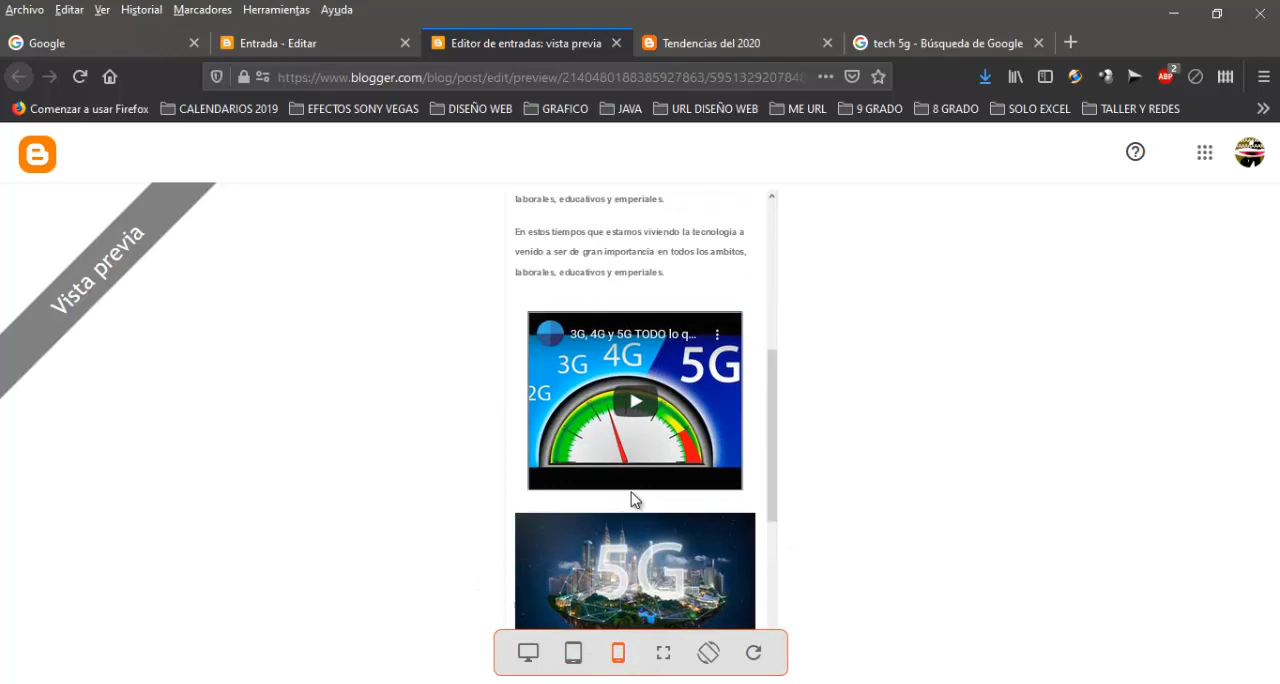 Archivo Editar Ver Historial Marcadores Herramientas Ayuda
Google Entrada - Editar Editor de entradas: vista previa Tendencias del 2020 tech 5g - Búsqueda de Google
https://www.blogger.com/blog/post/edit/preview/2140480188385927863/5951329207848 2 ABP
Comenzar a usar Firefox CALENDARIOS 2019 EFECTOS SONY VEGAS DISEÑO WEB GRAFICO JAVA URL DISEÑO WEB ME URL 9 GRADO 8 GRADO SOLO EXCEL TALLER Y REDES
Vista previa
laborales, educativos y emperiales.
En estos tiempos que estamos viviendo la tecnologia a
venido a ser de gran importancia en todos los ambitos,
laborales, educativos y emperiales.
3G, 4G y 5G TODO lo q...
2G 3G 4G 5G
5G